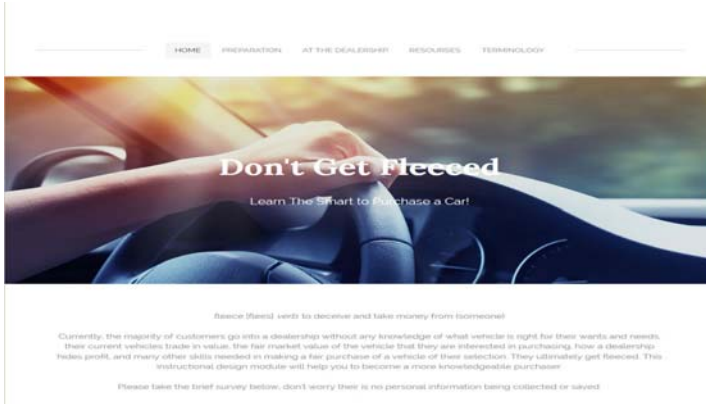 HOME PREPARATION AT THE DEALERSHIP RESOURSES TERMINOLOGY
Don't Get Fleeced
Learn The Smart to Purchase a Car!
fleece [flees] verb: to deceive and take money from (someone)
Currently, the majority of customers go into a dealership without any knowledge of what vehicle is right for their wants and needs,
their current vehicles trade in value, the fair market value of the vehicle that they are interested in purchasing, how a dealership
hides profit, and many other skills needed in making a fair purchase of a vehicle of their selection. They ultimately get fleeced. This
instructional design module will help you to become a more knowledgeable purchaser.
Please take the brief survey below, don't worry their is no personal information being collected or saved